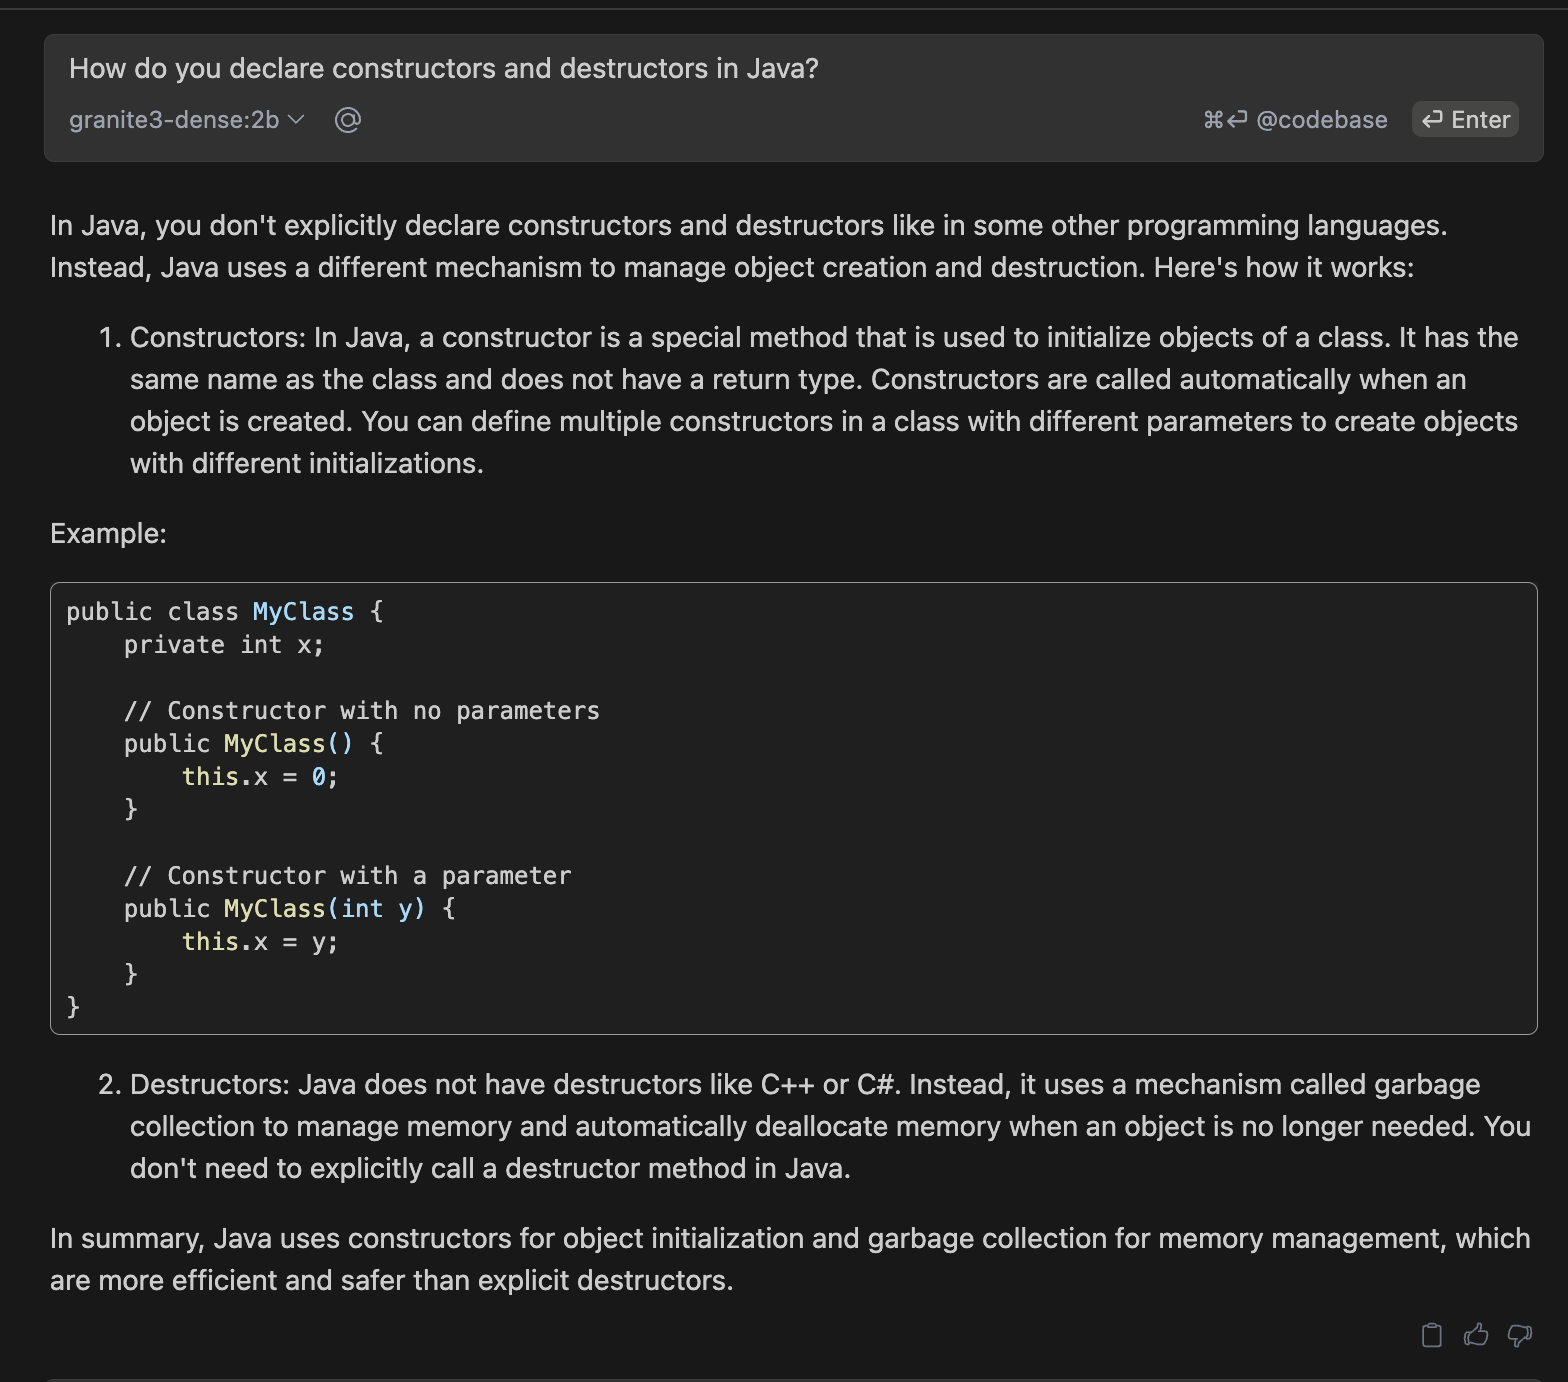 How do you declare constructors and destructors in Java?
granite3-dense:2b @ ⌘⏎ @codebase ⏎ Enter
In Java, you don't explicitly declare constructors and destructors like in some other programming languages.
Instead, Java uses a different mechanism to manage object creation and destruction. Here's how it works:
1. Constructors: In Java, a constructor is a special method that is used to initialize objects of a class. It has the
same name as the class and does not have a return type. Constructors are called automatically when an
object is created. You can define multiple constructors in a class with different parameters to create objects
with different initializations.
Example:
public class MyClass {
    private int x;
    // Constructor with no parameters
    public MyClass() {
        this.x = 0;
    }
    // Constructor with a parameter
    public MyClass(int y) {
        this.x = y;
    }
}
2. Destructors: Java does not have destructors like C++ or C#. Instead, it uses a mechanism called garbage
collection to manage memory and automatically deallocate memory when an object is no longer needed. You
don't need to explicitly call a destructor method in Java.
In summary, Java uses constructors for object initialization and garbage collection for memory management, which
are more efficient and safer than explicit destructors.